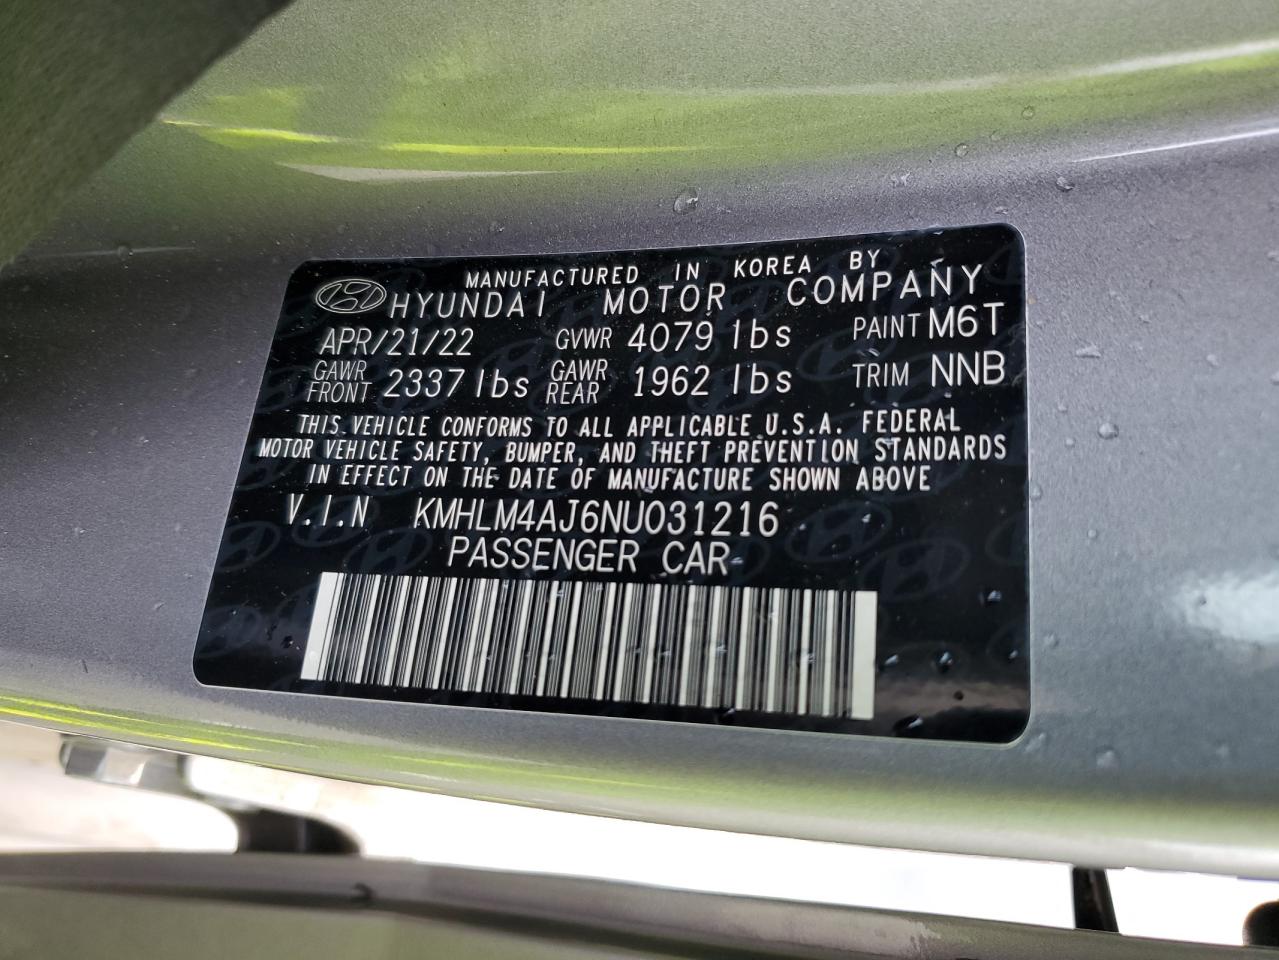 MANUFACTURED IN KOREA BY
HYUNDAI MOTOR COMPANY
APR/21/22 GVWR 4079 lbs PAINT M6T
GAWR FRONT 2337 lbs GAWR REAR 1962 lbs TRIM NNB
THIS VEHICLE CONFORMS TO ALL APPLICABLE U.S.A. FEDERAL
MOTOR VEHICLE SAFETY, BUMPER, AND THEFT PREVENTION STANDARDS
IN EFFECT ON THE DATE OF MANUFACTURE SHOWN ABOVE
V.I.N KMHLM4AJ6NU031216
PASSENGER CAR